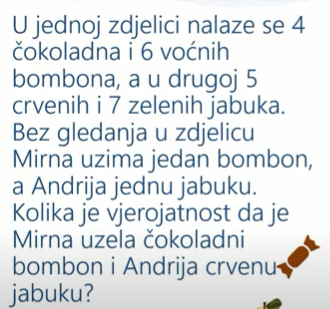 U jednoj zdjelici nalaze se 4
čokoladna i 6 voćnih
bombona, a u drugoj 5
crvenih i 7 zelenih jabuka.
Bez gledanja u zdjelicu
Mirna uzima jedan bombon,
a Andrija jednu jabuku.
Kolika je vjerojatnost da je
Mirna uzela čokoladni
bombon i Andrija crvenu
jabuku?